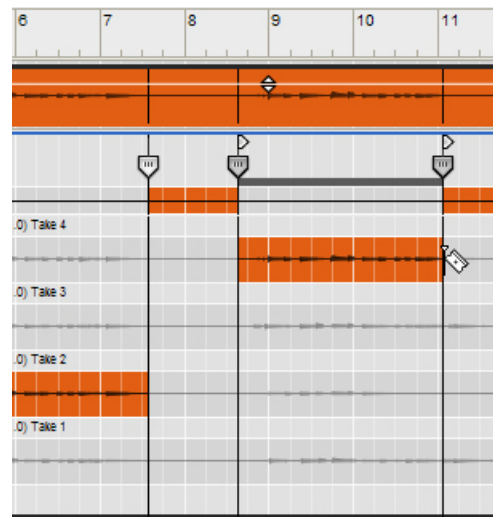 6 7 8 9 10 11
.0) Take 4
.0) Take 3
.0) Take 2
.0) Take 1